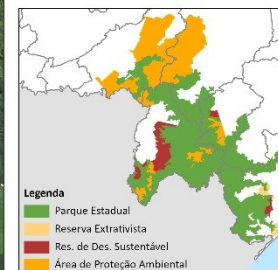 Legenda
Parque Estadual
Reserva Extrativista
Res. de Des. Sustentável
Área de Proteção Ambiental